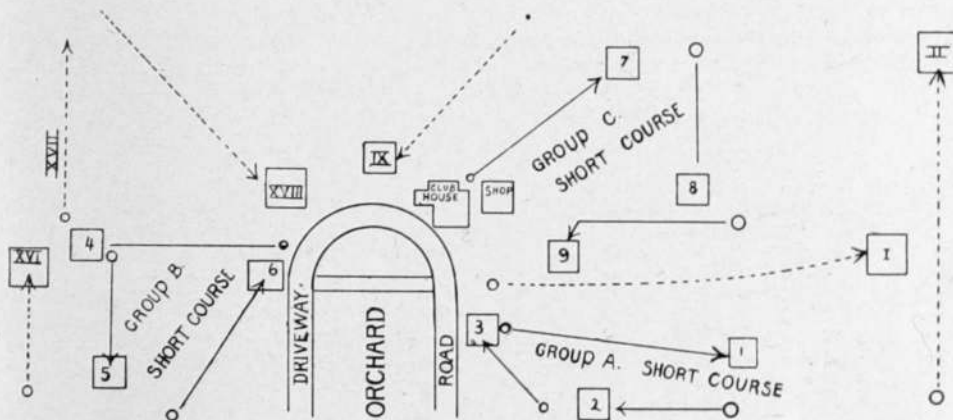 7
II
GROUP C
SHORT COURSE
IX
XVII
XVIII
CLUB
HOUSE
SHOP
8
4
9
I
XVI
6
GROUP B
SHORT COURSE
DRIVEWAY.
ORCHARD
ROAD
3
1
GROUP A. SHORT COURSE
5
2